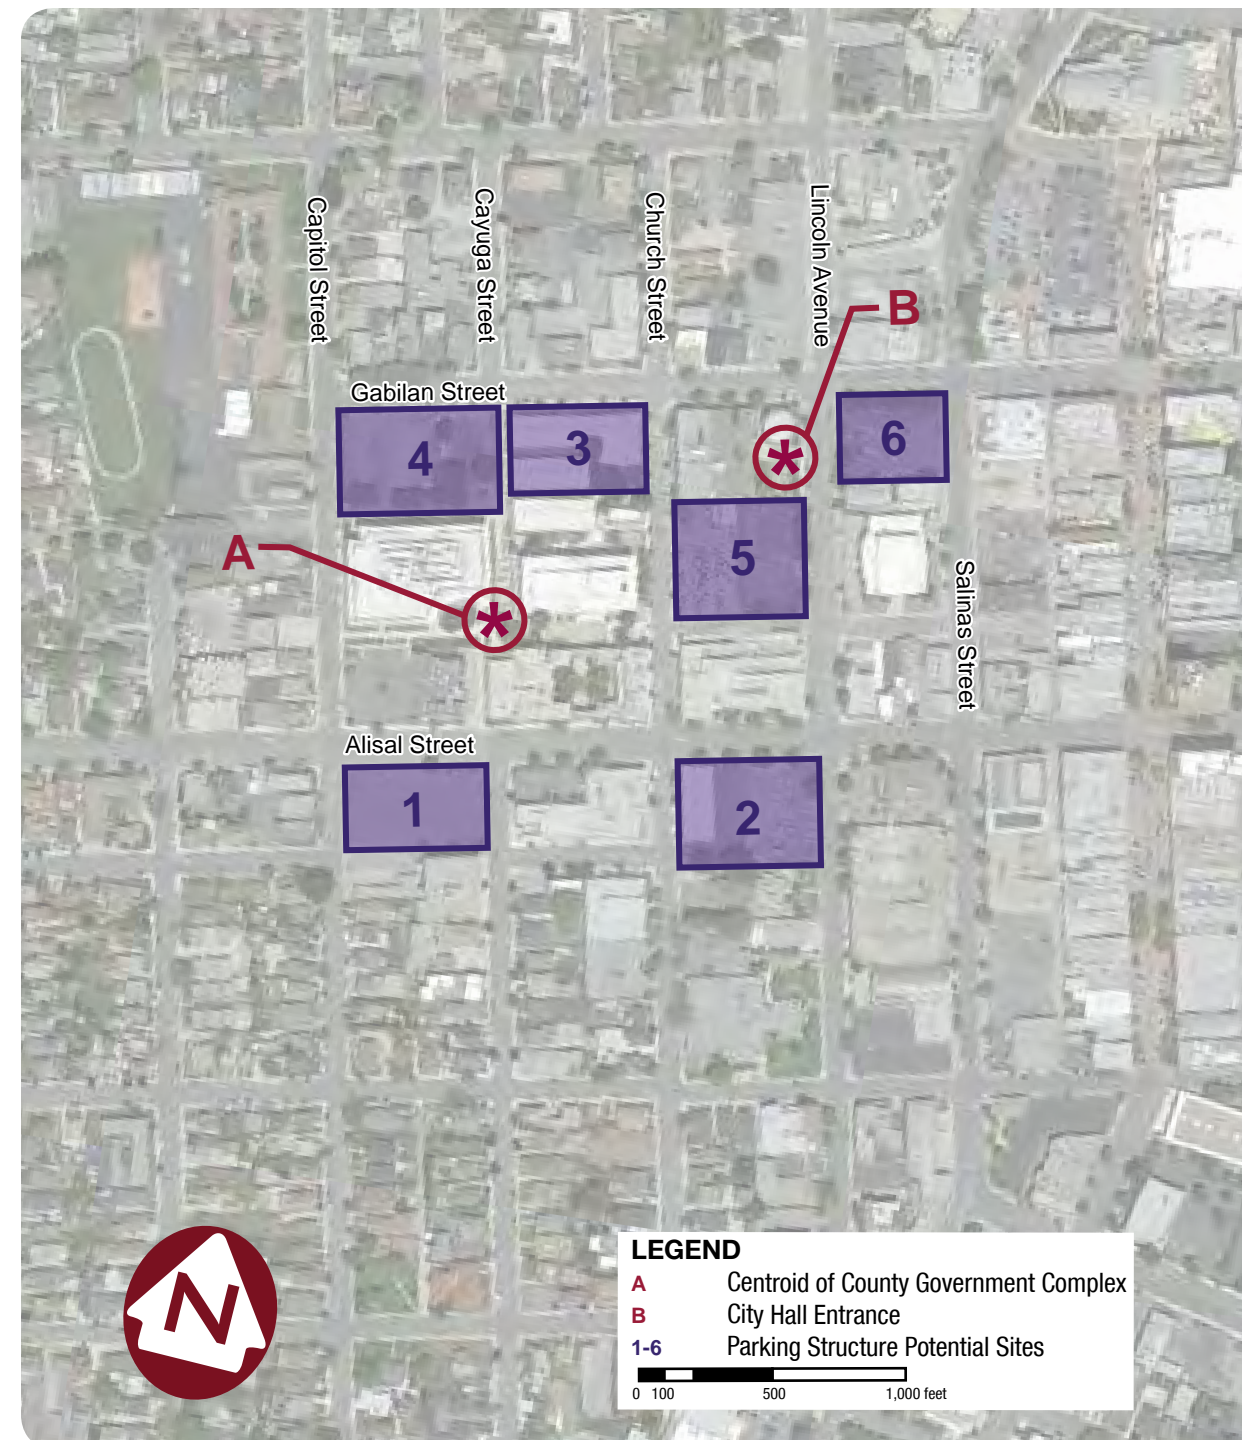 Capitol Street
Cayuga Street
Church Street
Lincoln Avenue
B
Gabilan Street
4
3
*
6
A
5
*
Salinas Street
Alisal Street
1
2
N
LEGEND
A Centroid of County Government Complex
B City Hall Entrance
1-6 Parking Structure Potential Sites
0 100 500 1,000 feet